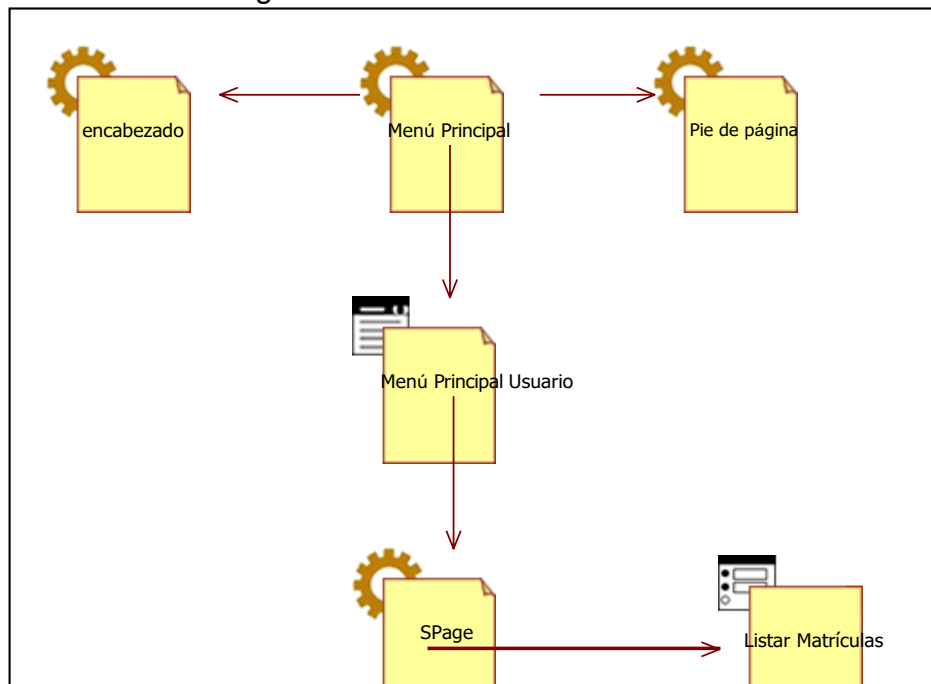 encabezado
Menú Principal
Pie de página
Menú Principal Usuario
SPage
Listar Matrículas